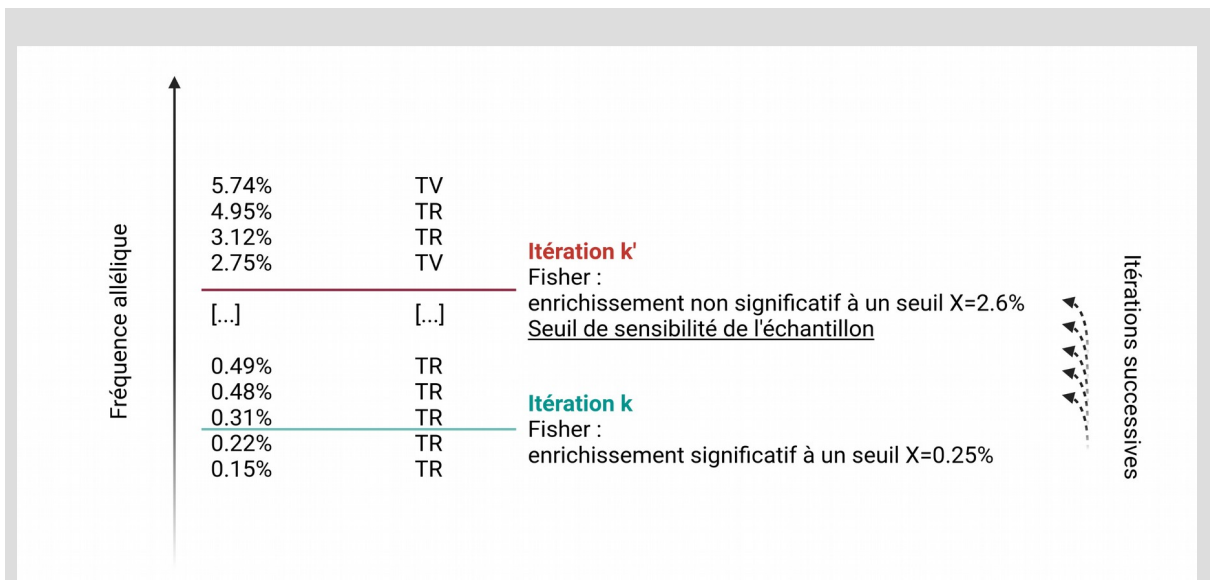 Fréquence allélique
5.74% TV
4.95% TR
3.12% TR
2.75% TV
[...] [...]
0.49% TR
0.48% TR
0.31% TR
0.22% TR
0.15% TR
Itération k'
Fisher :
enrichissement non significatif à un seuil X=2.6%
Seuil de sensibilité de l'échantillon
Itération k
Fisher :
enrichissement significatif à un seuil X=0.25%
Itérations successives